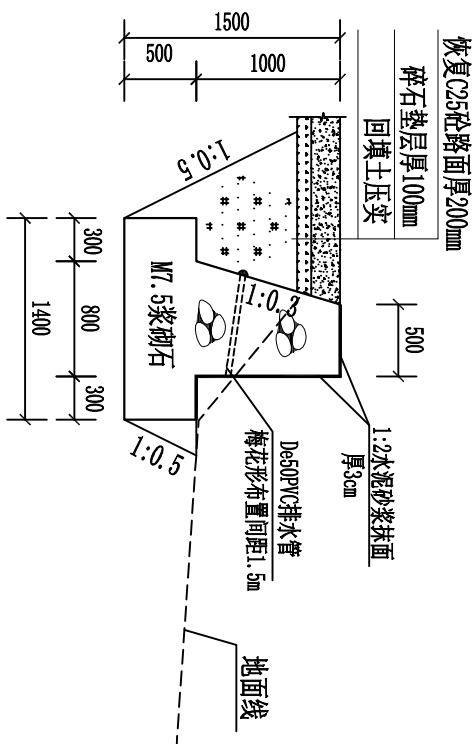 恢复C25砼路面厚200mm
碎石垫层厚100mm
回填土压实
1500
500
1000
1:0.5
300
800
300
1400
M7.5浆砌石
1:0.3
500
1:0.5
1:2水泥砂浆抹面
厚3cm
De50PVC排水管
梅花形布置间距1.5m
地面线